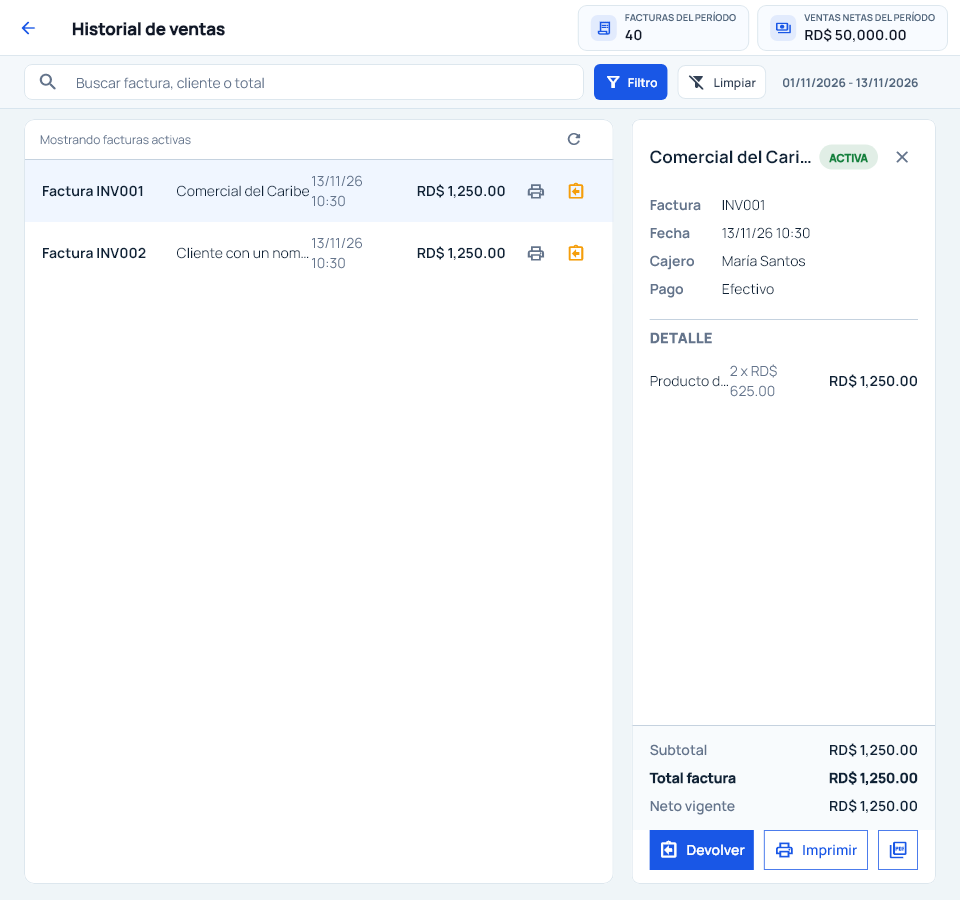 Historial de ventas
FACTURAS DEL PERÍODO
40
VENTAS NETAS DEL PERÍODO
RD$ 50,000.00
Buscar factura, cliente o total
Filtro
Limpiar
01/11/2026 - 13/11/2026
Mostrando facturas activas
Factura INV001
Comercial del Caribe
13/11/26
10:30
RD$ 1,250.00
Factura INV002
Cliente con un nom...
13/11/26
10:30
RD$ 1,250.00
Comercial del Cari...
ACTIVA
Factura INV001
Fecha 13/11/26 10:30
Cajero María Santos
Pago Efectivo
DETALLE
Producto d...
2 x RD$
625.00
RD$ 1,250.00
Subtotal RD$ 1,250.00
Total factura RD$ 1,250.00
Neto vigente RD$ 1,250.00
Devolver
Imprimir
PDF